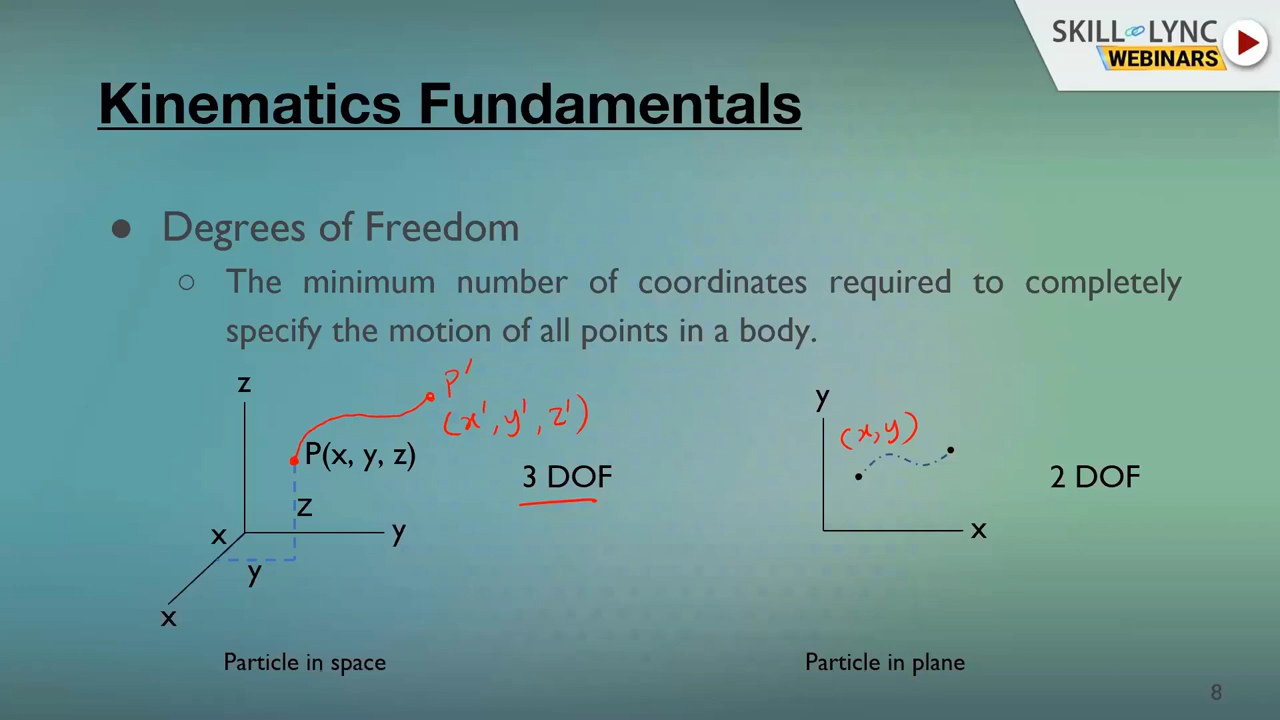 SKILL LYNC
WEBINARS
Kinematics Fundamentals
● Degrees of Freedom
○ The minimum number of coordinates required to completely
specify the motion of all points in a body.
z
P'
(x', y', z')
P(x, y, z)
3 DOF
z
x
y
y
x
Particle in space
y
(x, y)
2 DOF
x
Particle in plane
8